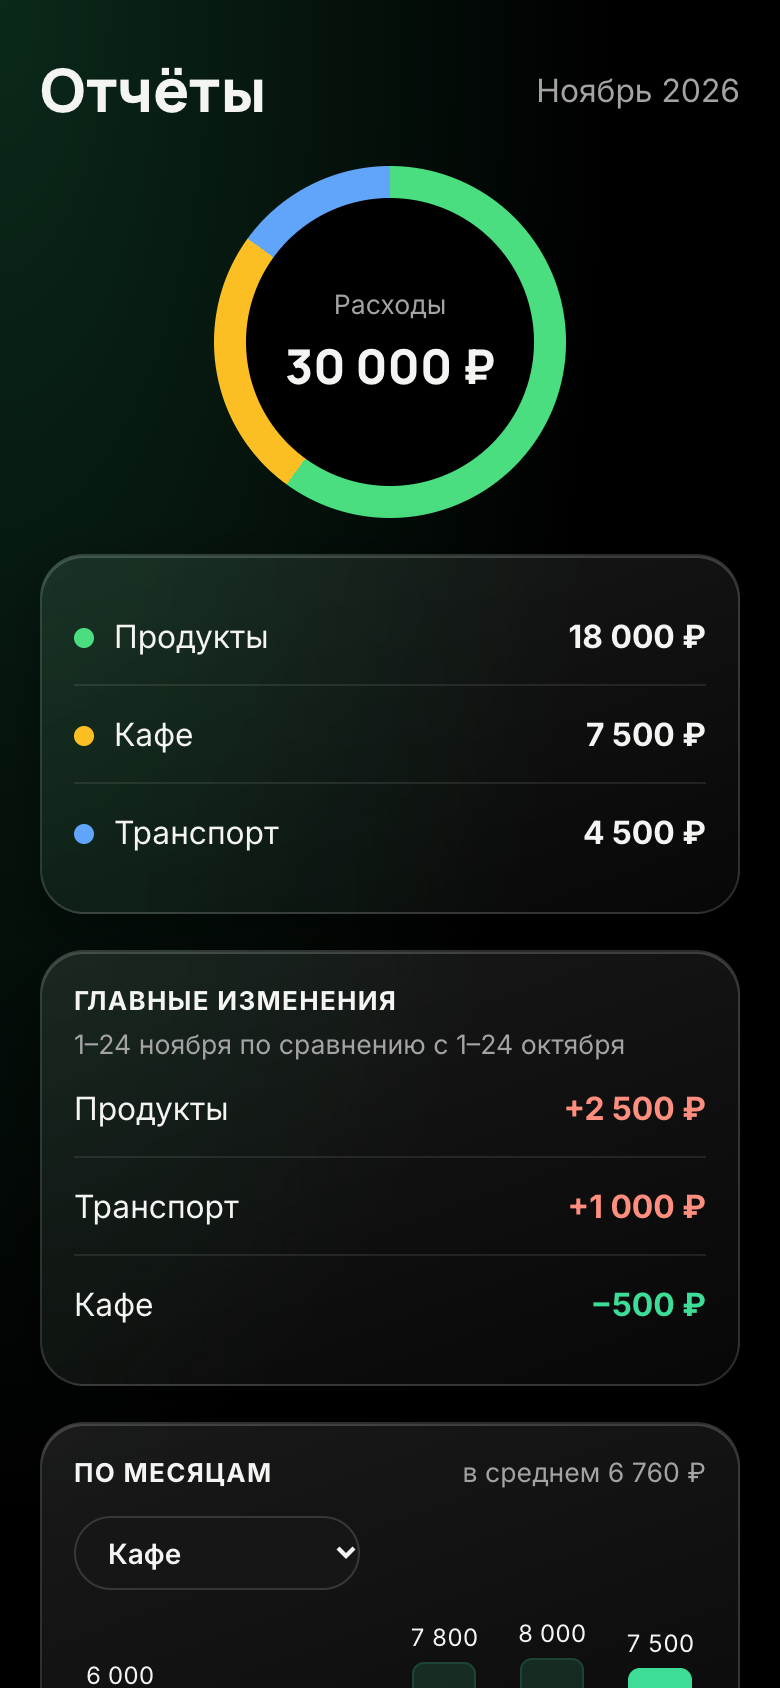 Отчёты
Ноябрь 2026
Расходы
30 000 ₽
Продукты 18 000 ₽
Кафе 7 500 ₽
Транспорт 4 500 ₽
ГЛАВНЫЕ ИЗМЕНЕНИЯ
1–24 ноября по сравнению с 1–24 октября
Продукты +2 500 ₽
Транспорт +1 000 ₽
Кафе −500 ₽
ПО МЕСЯЦАМ в среднем 6 760 ₽
Кафе
6 000 7 800 8 000 7 500